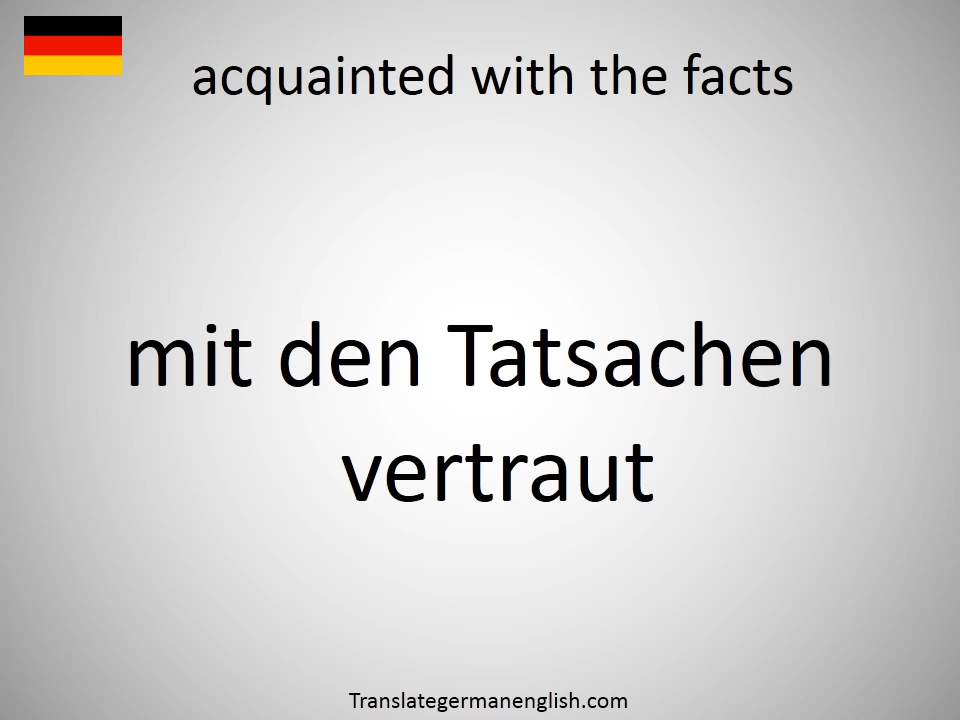 acquainted with the facts
mit den Tatsachen
vertraut
Translategermanenglish.com